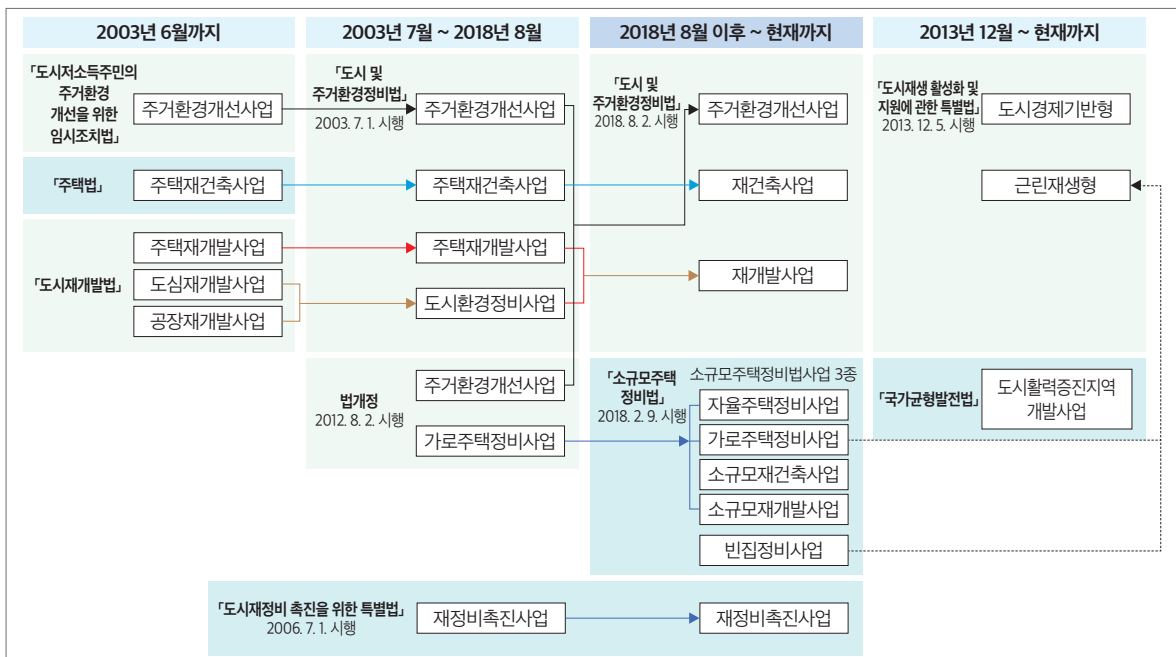 2003년 6월까지
2003년 7월 ~ 2018년 8월
2018년 8월 이후 ~ 현재까지
2013년 12월 ~ 현재까지
「도시저소득주민의
주거환경
개선을 위한
임시조치법」
주거환경개선사업
「도시 및
주거환경정비법」
2003. 7. 1. 시행
주거환경개선사업
「도시 및
주거환경정비법」
2018. 8. 2. 시행
주거환경개선사업
「도시재생 활성화 및
지원에 관한 특별법」
2013. 12. 5. 시행
도시경제기반형
「주택법」
주택재건축사업
주택재건축사업
재건축사업
근린재생형
「도시재개발법」
주택재개발사업
도심재개발사업
공장재개발사업
주택재개발사업
도시환경정비사업
재개발사업
법개정
2012. 8. 2. 시행
주거환경개선사업
가로주택정비사업
「소규모주택
정비법」
2018. 2. 9. 시행
소규모주택정비법사업 3종
자율주택정비사업
가로주택정비사업
소규모재건축사업
소규모재개발사업
빈집정비사업
「국가균형발전법」
도시활력증진지역
개발사업
「도시재정비 촉진을 위한 특별법」
2006. 7. 1. 시행
재정비촉진사업
재정비촉진사업